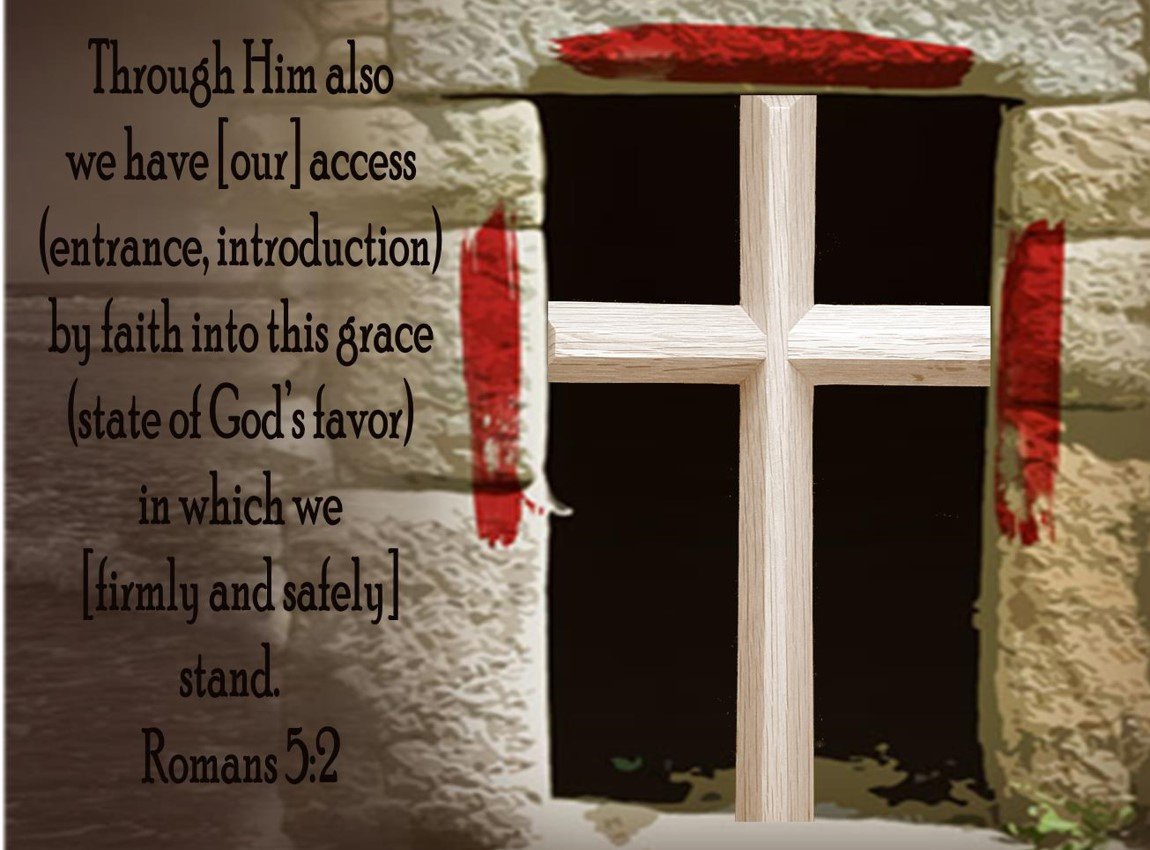 Through Him also
we have [our] access
(entrance, introduction)
by faith into this grace
(state of God's favor)
in which we
[firmly and safely]
stand.
Romans 5:2